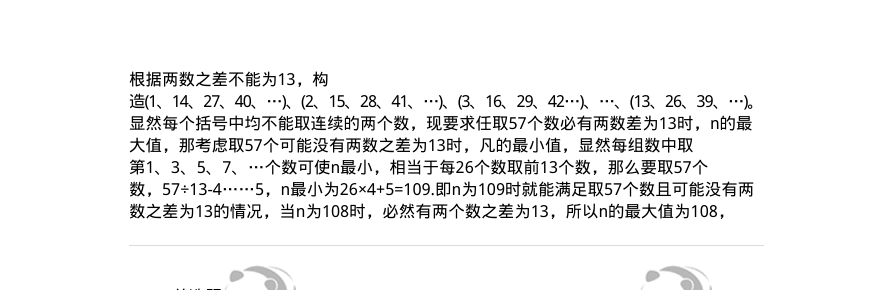 根据两数之差不能为13，构
造(1、14、27、40、…)、(2、15、28、41、…)、(3、16、29、42…)、…、(13、26、39、…)。
显然每个括号中均不能取连续的两个数，现要求任取57个数必有两数差为13时，n的最
大值，那考虑取57个可能没有两数之差为13时，凡的最小值，显然每组数中取
第1、3、5、7、…个数可使n最小，相当于每26个数取前13个数，那么要取57个
数，57÷13-4……5，n最小为26×4+5=109.即n为109时就能满足取57个数且可能没有两
数之差为13的情况，当n为108时，必然有两个数之差为13，所以n的最大值为108，